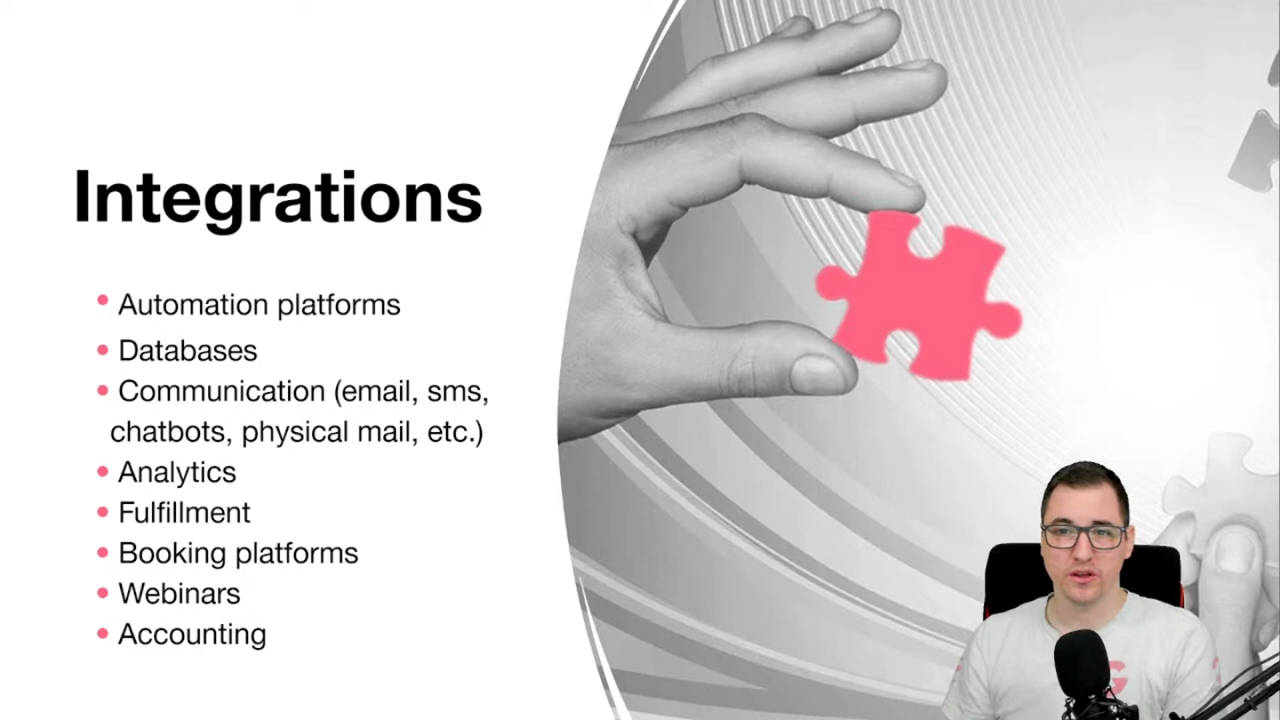 Integrations
• Automation platforms
• Databases
• Communication (email, sms,
chatbots, physical mail, etc.)
• Analytics
• Fulfillment
• Booking platforms
• Webinars
• Accounting
G